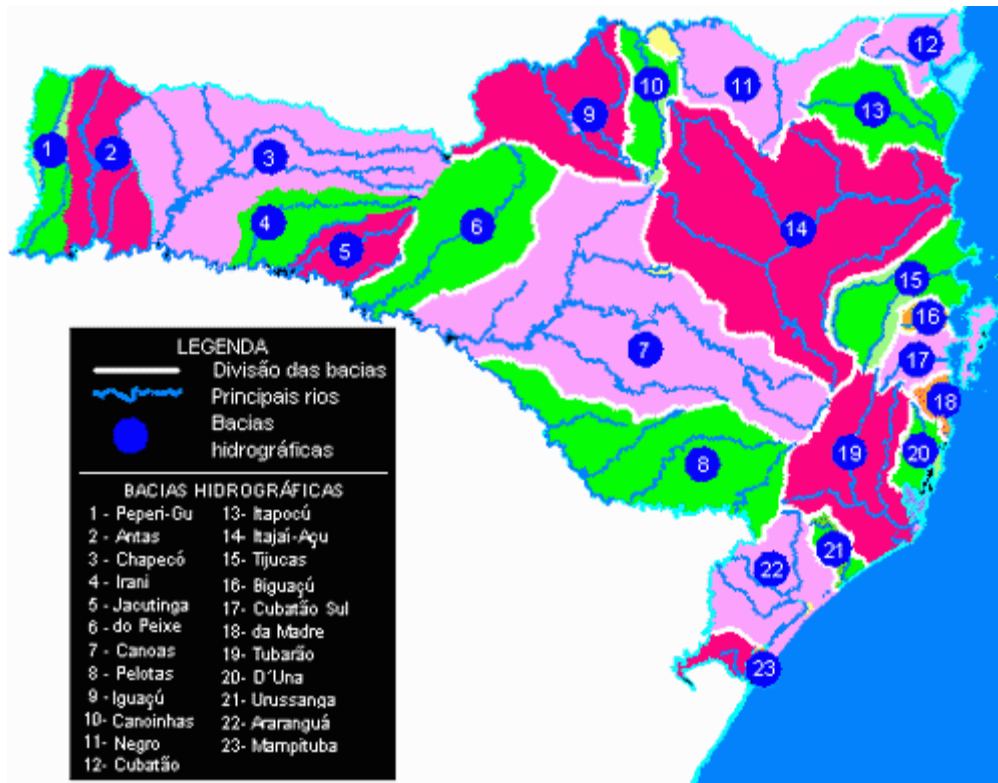 12
10
11
9
13
1
2
3
4
5
6
14
15
16
7
17
18
8
19
20
21
22
23
LEGENDA
Divisão das bacias
Principais rios
Bacias
hidrográficas
BACIAS HIDROGRÁFICAS
1 - Peperi-Gu
2 - Antas
3 - Chapecó
4 - Irani
5 - Jacutinga
6 - do Peixe
7 - Canoas
8 - Pelotas
9 - Iguaçú
10- Canoinhas
11- Negro
12- Cubatão
13- Itapocú
14- Itajaí-Açu
15- Tijucas
16- Biguaçú
17- Cubatão Sul
18- da Madre
19- Tubarão
20- D´Una
21- Urussanga
22- Araranguá
23- Mampituba